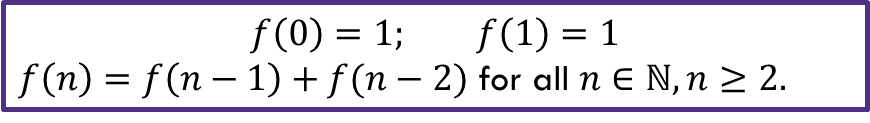 f(0) = 1;  f(1) = 1
f(n) = f(n − 1) + f(n − 2) for all n ∈ ℕ, n ≥ 2.